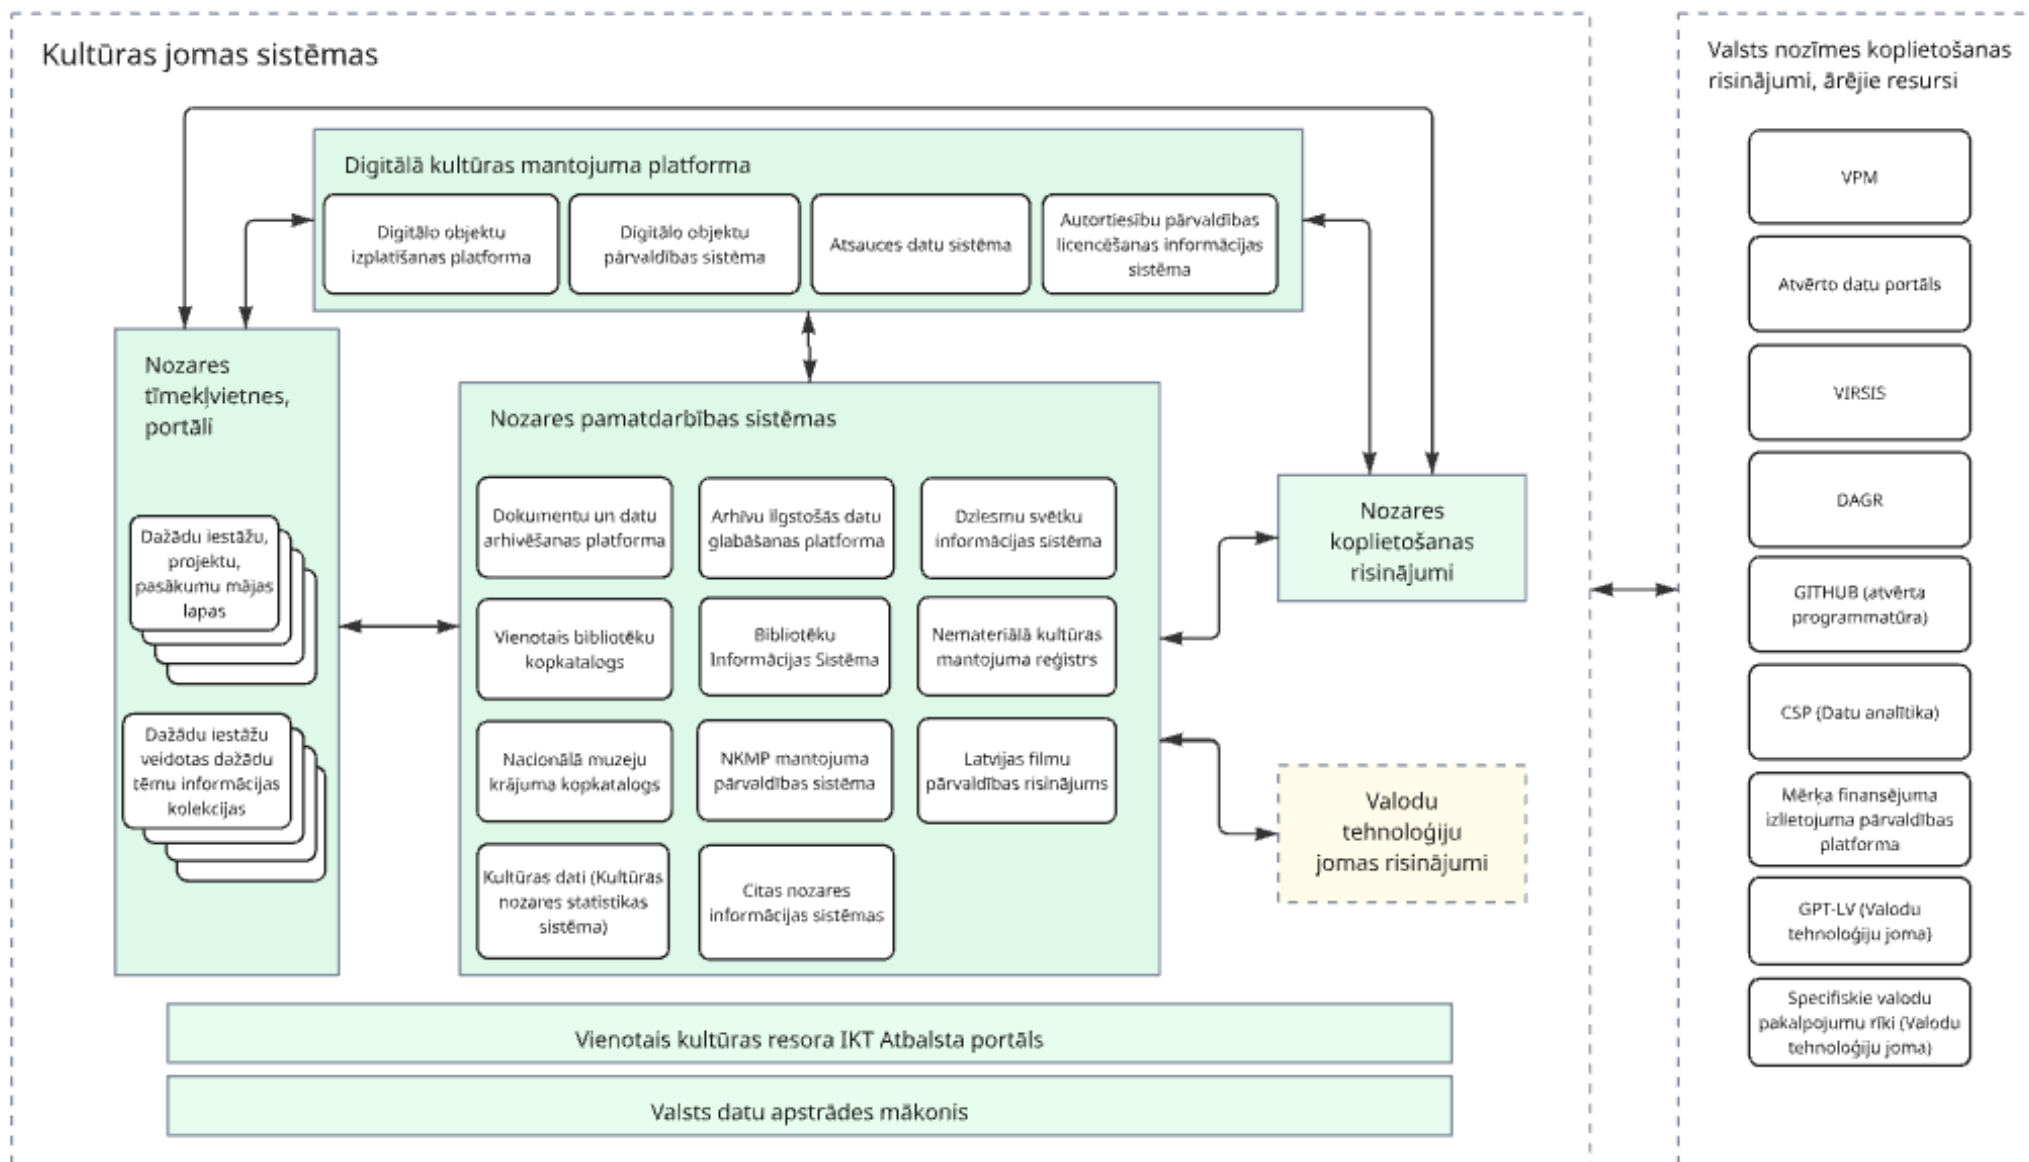 Kultūras jomas sistēmas
Digitālā kultūras mantojuma platforma
Digitālo objektu
izplatīšanas platforma
Digitālo objektu
pārvaldības sistēma
Atsauces datu sistēma
Autortiesību pārvaldības
licencēšanas informācijas
sistēma
Nozares
tīmekļvietnes,
portāli
Dažādu iestāžu,
projektu,
pasākumu mājas
lapas
Dažādu iestāžu
veidotas dažādu
tēmu informācijas
kolekcijas
Nozares pamatdarbības sistēmas
Dokumentu un datu
arhivēšanas platforma
Arhīvu ilgstošās datu
glabāšanas platforma
Dziesmu svētku
informācijas sistēma
Vienotais bibliotēku
kopkatalogs
Bibliotēku
Informācijas Sistēma
Nemateriālā kultūras
mantojuma reģistrs
Nacionālā muzeju
krājuma kopkatalogs
NKMP mantojuma
pārvaldības sistēma
Latvijas filmu
pārvaldības risinājums
Kultūras dati (Kultūras
nozares statistikas
sistēma)
Citas nozares
informācijas sistēmas
Nozares
koplietošanas
risinājumi
Valodu
tehnoloģiju
jomas risinājumi
Vienotais kultūras resora IKT Atbalsta portāls
Valsts datu apstrādes mākonis
Valsts nozīmes koplietošanas
risinājumi, ārējie resursi
VPM
Atvērto datu portāls
VIRSIS
DAGR
GITHUB (atvērta
programmatūra)
CSP (Datu analītika)
Mērķa finansējuma
izlietojuma pārvaldības
platforma
GPT-LV (Valodu
tehnoloģiju joma)
Specifiskie valodu
pakalpojumu rīki (Valodu
tehnoloģiju joma)